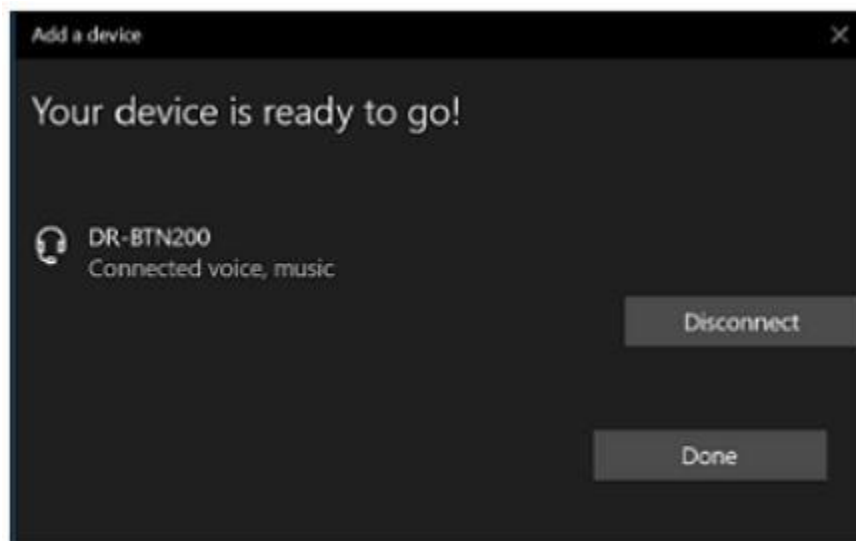 Add a device
Your device is ready to go!
DR-BTN200
Connected voice, music
Disconnect
Done